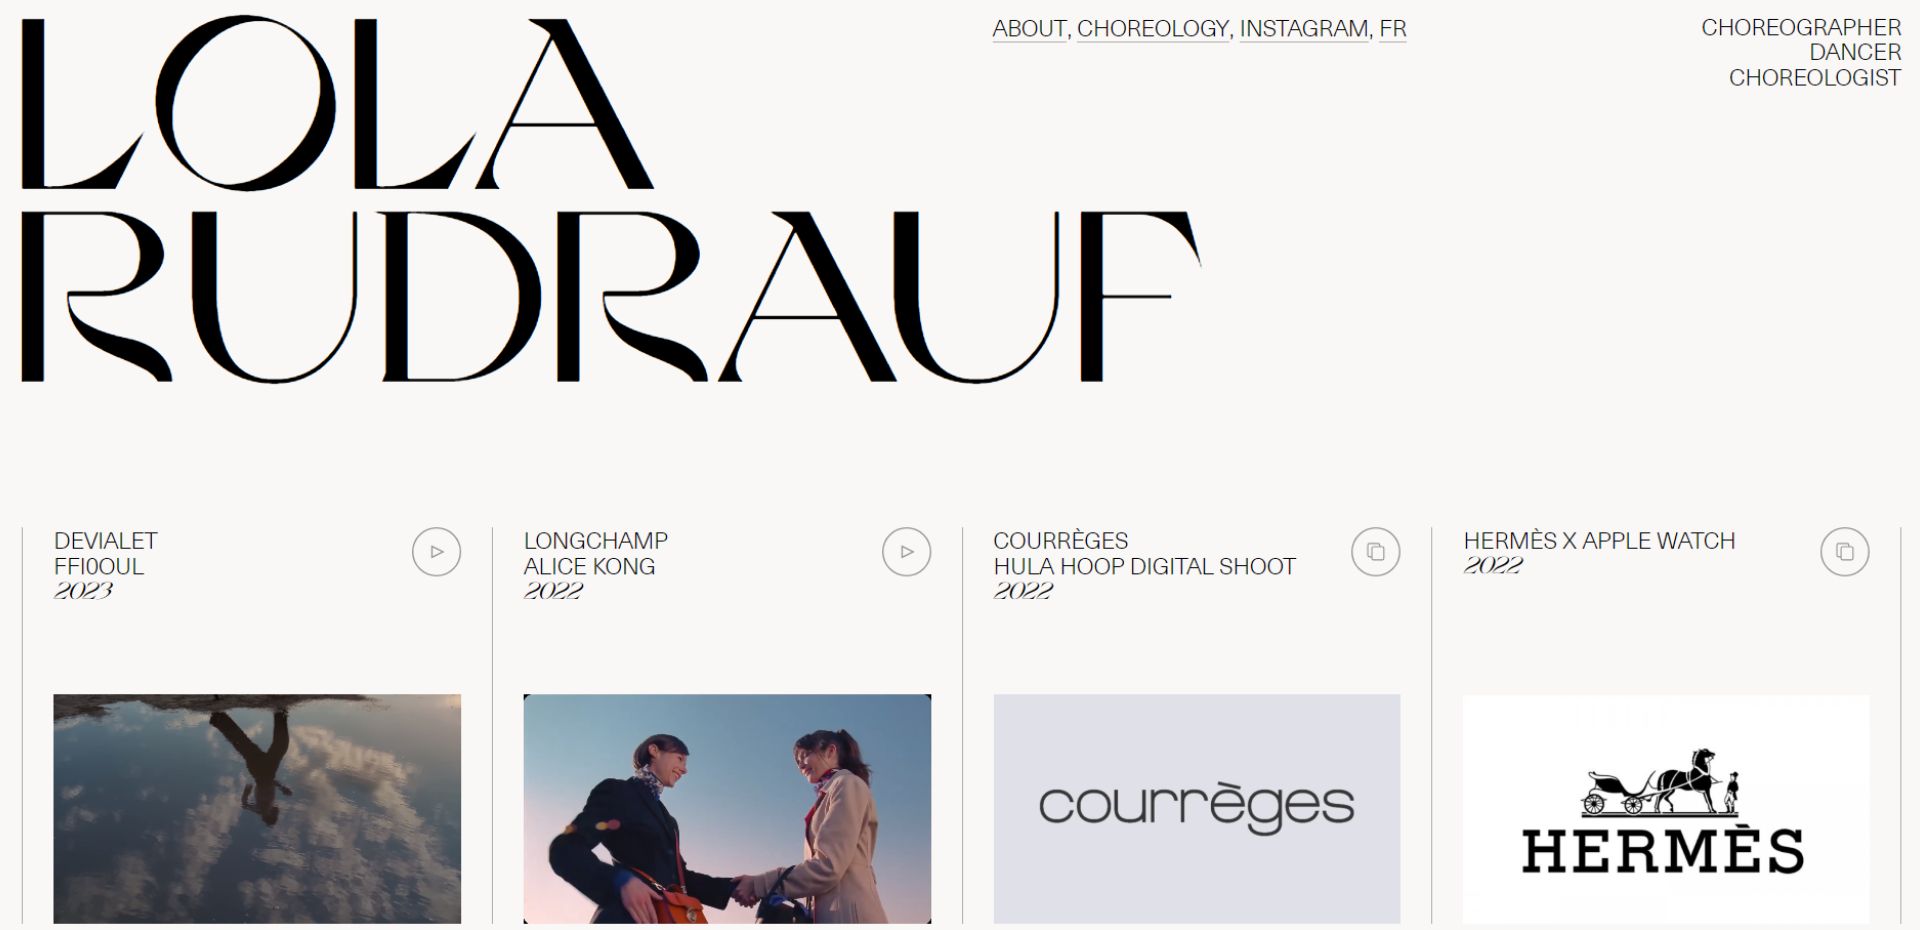 LOLA
RUDRAUF
ABOUT, CHOREOLOGY, INSTAGRAM, FR
CHOREOGRAPHER
DANCER
CHOREOLOGIST
DEVIALET
FFI0OUL
2023
LONGCHAMP
ALICE KONG
2022
COURRÈGES
HULA HOOP DIGITAL SHOOT
2022
HERMÈS X APPLE WATCH
2022
courrèges
HERMÈS